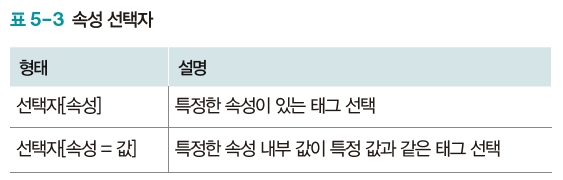 표 5-3 속성 선택자
형태 설명
선택자[속성] 특정한 속성이 있는 태그 선택
선택자[속성 = 값] 특정한 속성 내부 값이 특정 값과 같은 태그 선택